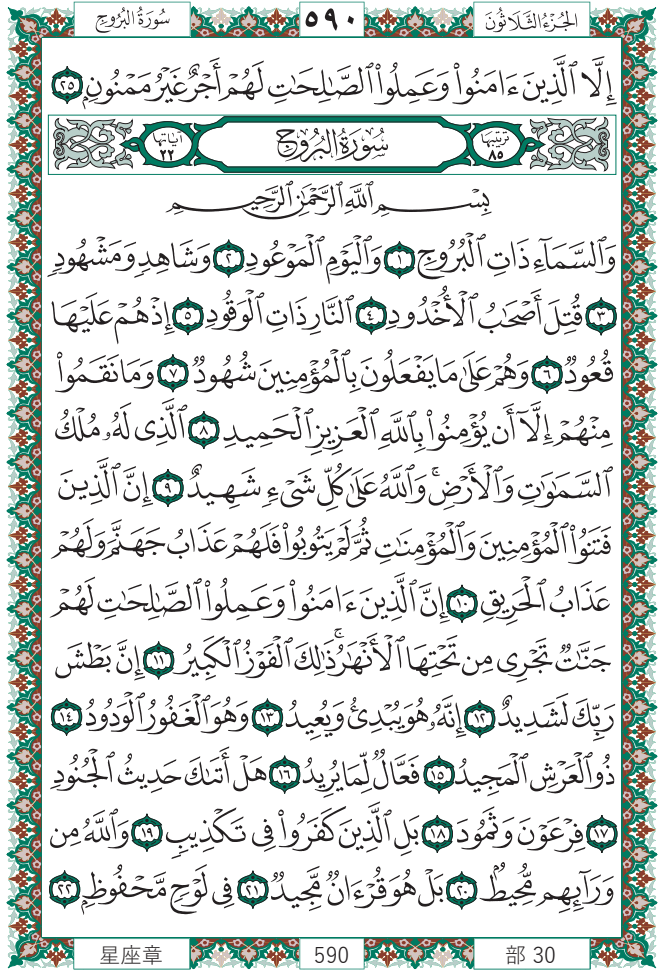 الجُزْءُ الثَّلَاثُونَ ٥٩٠ سُورَةُ البُرُوجِ
إِلَّا ٱلَّذِينَ ءَامَنُوا۟ وَعَمِلُوا۟ ٱلصَّٰلِحَٰتِ لَهُمْ أَجْرٌ غَيْرُ مَمْنُونٍۭ ٢٥
تَرْتِيبُهَا ٨٥ سُورَةُ البُرُوجِ آيَاتُهَا ٢٢
بِسْمِ ٱللَّهِ ٱلرَّحْمَٰنِ ٱلرَّحِيمِ
وَٱلسَّمَآءِ ذَاتِ ٱلْبُرُوجِ ١ وَٱلْيَوْمِ ٱلْمَوْعُودِ ٢ وَشَاهِدٍ وَمَشْهُودٍ
٣ قُتِلَ أَصْحَٰبُ ٱلْأُخْدُودِ ٤ ٱلنَّارِ ذَاتِ ٱلْوَقُودِ ٥ إِذْ هُمْ عَلَيْهَا
قُعُودٌ ٦ وَهُمْ عَلَىٰ مَا يَفْعَلُونَ بِٱلْمُؤْمِنِينَ شُهُودٌ ٧ وَمَا نَقَمُوا۟
مِنْهُمْ إِلَّآ أَن يُؤْمِنُوا۟ بِٱللَّهِ ٱلْعَزِيزِ ٱلْحَمِيدِ ٨ ٱلَّذِى لَهُۥ مُلْكُ
ٱلسَّمَٰوَٰتِ وَٱلْأَرْضِ ۚ وَٱللَّهُ عَلَىٰ كُلِّ شَىْءٍ شَهِيدٌ ٩ إِنَّ ٱلَّذِينَ
فَتَنُوا۟ ٱلْمُؤْمِنِينَ وَٱلْمُؤْمِنَٰتِ ثُمَّ لَمْ يَتُوبُوا۟ فَلَهُمْ عَذَابُ جَهَنَّمَ وَلَهُمْ
عَذَابُ ٱلْحَرِيقِ ١٠ إِنَّ ٱلَّذِينَ ءَامَنُوا۟ وَعَمِلُوا۟ ٱلصَّٰلِحَٰتِ لَهُمْ
جَنَّٰتٌ تَجْرِى مِن تَحْتِهَا ٱلْأَنْهَٰرُ ۚ ذَٰلِكَ ٱلْفَوْزُ ٱلْكَبِيرُ ١١ إِنَّ بَطْشَ
رَبِّكَ لَشَدِيدٌ ١٢ إِنَّهُۥ هُوَ يُبْدِئُ وَيُعِيدُ ١٣ وَهُوَ ٱلْغَفُورُ ٱلْوَدُودُ ١٤
ذُو ٱلْعَرْشِ ٱلْمَجِيدُ ١٥ فَعَّالٌ لِّمَا يُرِيدُ ١٦ هَلْ أَتَىٰكَ حَدِيثُ ٱلْجُنُودِ
١٧ فِرْعَوْنَ وَثَمُودَ ١٨ بَلِ ٱلَّذِينَ كَفَرُوا۟ فِى تَكْذِيبٍ ١٩ وَٱللَّهُ مِن
وَرَآئِهِم مُّحِيطٌۢ ٢٠ بَلْ هُوَ قُرْءَانٌ مَّجِيدٌ ٢١ فِى لَوْحٍ مَّحْفُوظٍۭ ٢٢
星座章 590 部 30